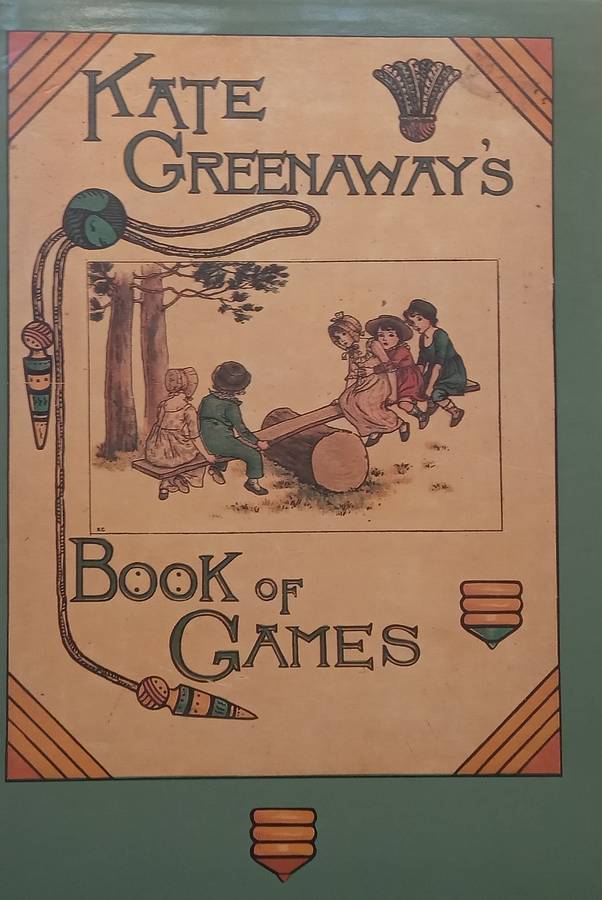 KATE
GREENAWAY'S
K.G.
BOOK OF
GAMES